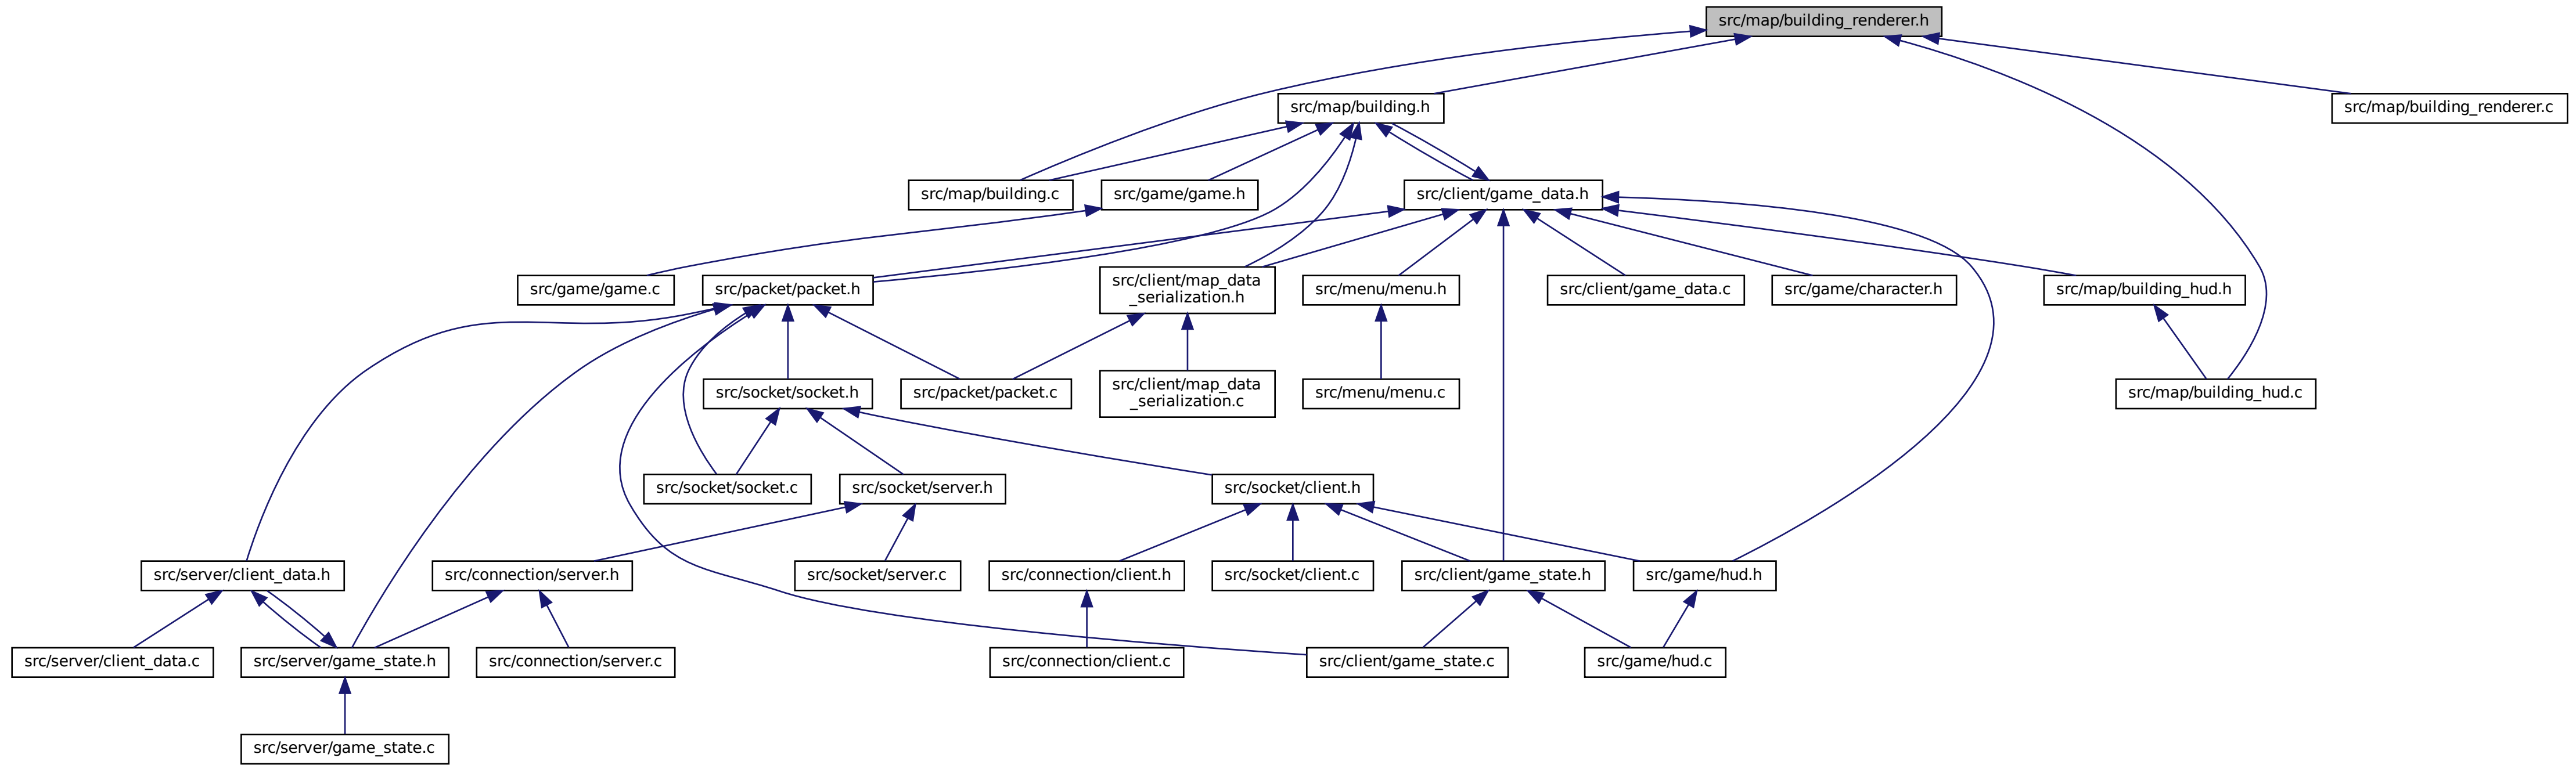 src/map/building_renderer.h
src/map/building.h
src/map/building_renderer.c
src/map/building.c
src/game/game.h
src/client/game_data.h
src/game/game.c
src/packet/packet.h
src/client/map_data
_serialization.h
src/menu/menu.h
src/client/game_data.c
src/game/character.h
src/map/building_hud.h
src/socket/socket.h
src/packet/packet.c
src/client/map_data
_serialization.c
src/menu/menu.c
src/map/building_hud.c
src/socket/socket.c
src/socket/server.h
src/socket/client.h
src/server/client_data.h
src/connection/server.h
src/socket/server.c
src/connection/client.h
src/socket/client.c
src/client/game_state.h
src/game/hud.h
src/server/client_data.c
src/server/game_state.h
src/connection/server.c
src/connection/client.c
src/client/game_state.c
src/game/hud.c
src/server/game_state.c